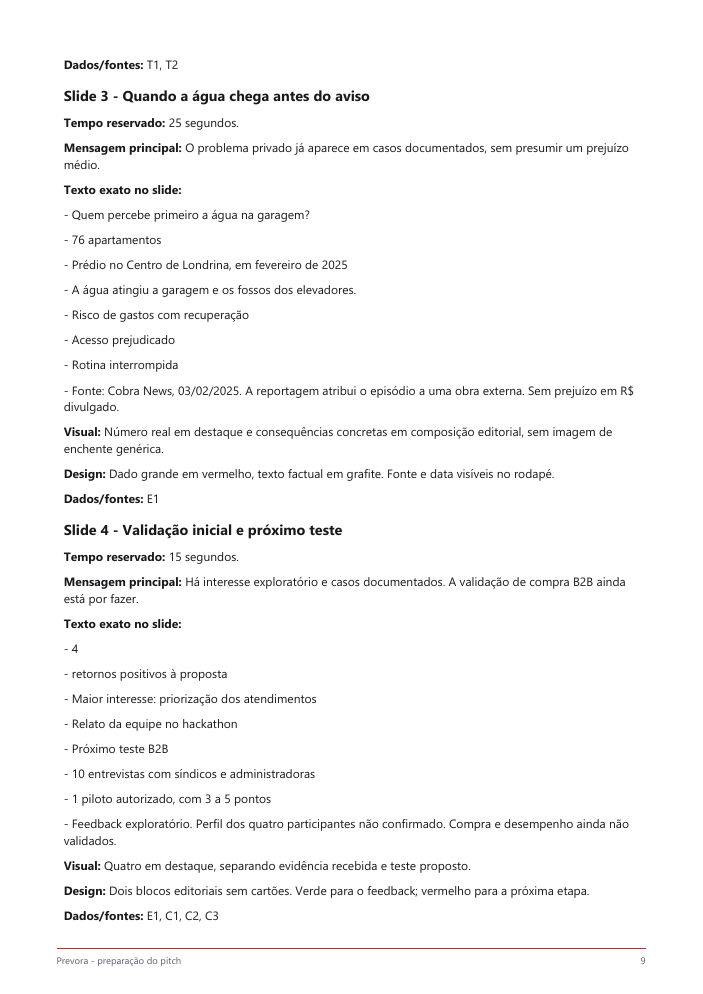 Dados/fontes: T1, T2
Slide 3 - Quando a água chega antes do aviso
Tempo reservado: 25 segundos.
Mensagem principal: O problema privado já aparece em casos documentados, sem presumir um prejuízo
médio.
Texto exato no slide:
- Quem percebe primeiro a água na garagem?
- 76 apartamentos
- Prédio no Centro de Londrina, em fevereiro de 2025
- A água atingiu a garagem e os fossos dos elevadores.
- Risco de gastos com recuperação
- Acesso prejudicado
- Rotina interrompida
- Fonte: Cobra News, 03/02/2025. A reportagem atribui o episódio a uma obra externa. Sem prejuízo em R$
divulgado.
Visual: Número real em destaque e consequências concretas em composição editorial, sem imagem de
enchente genérica.
Design: Dado grande em vermelho, texto factual em grafite. Fonte e data visíveis no rodapé.
Dados/fontes: E1
Slide 4 - Validação inicial e próximo teste
Tempo reservado: 15 segundos.
Mensagem principal: Há interesse exploratório e casos documentados. A validação de compra B2B ainda
está por fazer.
Texto exato no slide:
- 4
- retornos positivos à proposta
- Maior interesse: priorização dos atendimentos
- Relato da equipe no hackathon
- Próximo teste B2B
- 10 entrevistas com síndicos e administradoras
- 1 piloto autorizado, com 3 a 5 pontos
- Feedback exploratório. Perfil dos quatro participantes não confirmado. Compra e desempenho ainda não
validados.
Visual: Quatro em destaque, separando evidência recebida e teste proposto.
Design: Dois blocos editoriais sem cartões. Verde para o feedback; vermelho para a próxima etapa.
Dados/fontes: E1, C1, C2, C3
Prevora - preparação do pitch
9